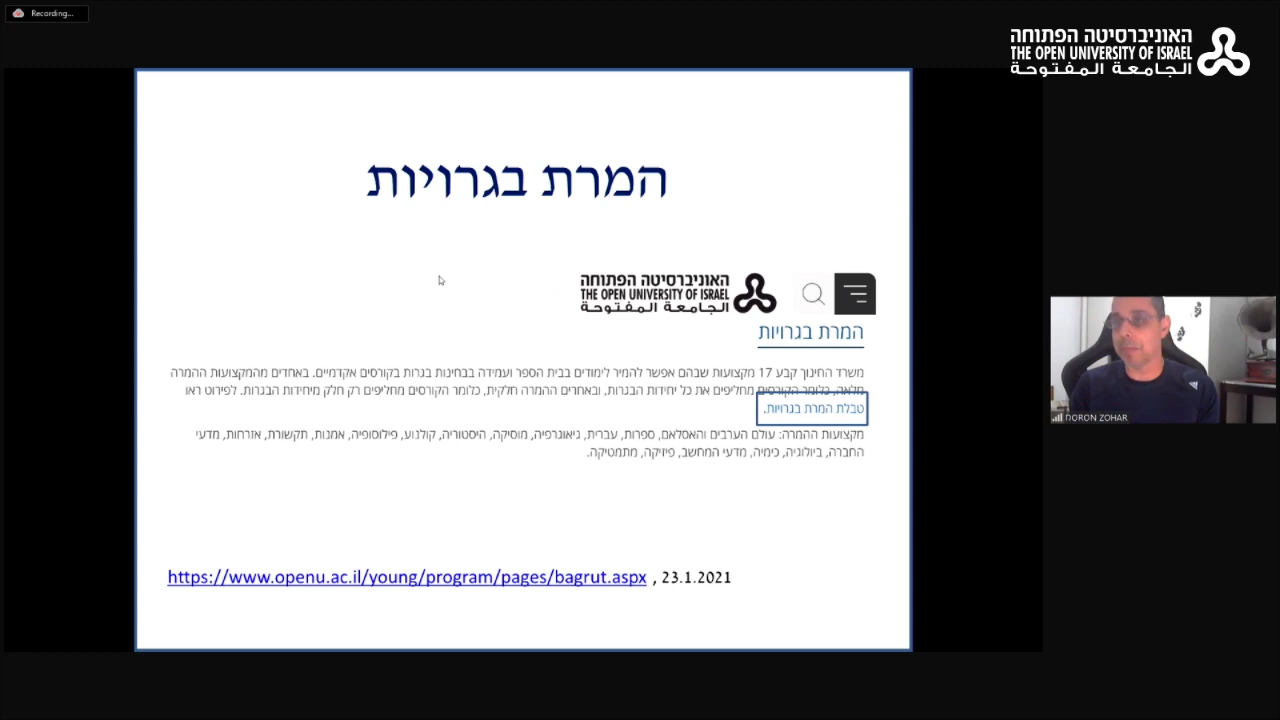 Recording...
האוניברסיטה הפתוחה
THE OPEN UNIVERSITY OF ISRAEL
الجامعة المفتوحة
המרת בגרויות
האוניברסיטה הפתוחה
THE OPEN UNIVERSITY OF ISRAEL
الجامعة المفتوحة
המרת בגרויות
משרד החינוך קבע 17 מקצועות שבהם אפשר להמיר לימודים בבית הספר ועמידה בבחינות בגרות בקורסים אקדמיים. באחדים מהמקצועות ההמרה
מלאה, כלומר הקורסים מחליפים את כל יחידות הבגרות, ובאחרים ההמרה חלקית, כלומר הקורסים מחליפים רק חלק מיחידות הבגרות. לפירוט ראו
טבלת המרת בגרויות.
מקצועות ההמרה: עולם הערבים והאסלאם, ספרות, עברית, גיאוגרפיה, מוסיקה, היסטוריה, קולנוע, פילוסופיה, אמנות, תקשורת, אזרחות, מדעי
החברה, ביולוגיה, כימיה, מדעי המחשב, פיזיקה, מתמטיקה.
https://www.openu.ac.il/young/program/pages/bagrut.aspx , 23.1.2021
DORON ZOHAR